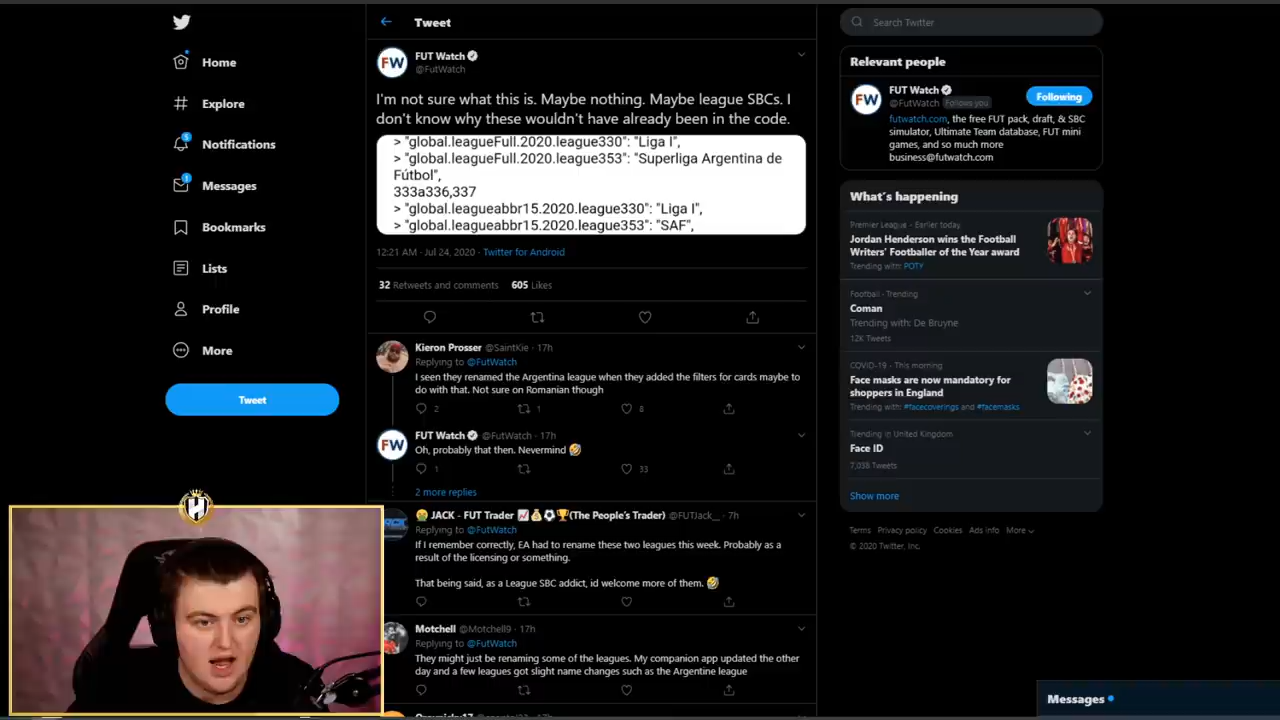 Home
Explore
5
Notifications
1
Messages
Bookmarks
Lists
Profile
More
Tweet
Tweet
FW
FUT Watch
@FutWatch
I'm not sure what this is. Maybe nothing. Maybe league SBCs. I
don't know why these wouldn't have already been in the code.
> "global.leagueFull.2020.league330": "Liga I",
> "global.leagueFull.2020.league353": "Superliga Argentina de
Fútbol",
333a336,337
> "global.leagueabbr15.2020.league330": "Liga I",
> "global.leagueabbr15.2020.league353": "SAF",
12:21 AM · Jul 24, 2020 · Twitter for Android
32 Retweets and comments 605 Likes
Kieron Prosser @SaintKie · 17h
Replying to @FutWatch
I seen they renamed the Argentina league when they added the filters for cards maybe to
do with that. Not sure on Romanian though
2 1 8
FW
FUT Watch @FutWatch · 17h
Oh, probably that then. Nevermind 🤣
1 33
2 more replies
🤑 JACK - FUT Trader 📈💰⚽🏆(The People's Trader) @FUTJack_ · 7h
Replying to @FutWatch
If I remember correctly, EA had to rename these two leagues this week. Probably as a
result of the licensing or something.
That being said, as a League SBC addict, id welcome more of them. 🤣
Motchell @Motchell9 · 17h
Replying to @FutWatch
They might just be renaming some of the leagues. My companion app updated the other
day and a few leagues got slight name changes such as the Argentine league
Search Twitter
Relevant people
FW
FUT Watch
@FutWatch Follows you
Following
futwatch.com, the free FUT pack, draft, & SBC
simulator, Ultimate Team database, FUT mini
games, and so much more
business@futwatch.com
What's happening
Premier League · Earlier today
Jordan Henderson wins the Football
Writers' Footballer of the Year award
Trending with: POTY
Football · Trending
Coman
Trending with: De Bruyne
12K Tweets
COVID-19 · This morning
Face masks are now mandatory for
shoppers in England
Trending with: #facecoverings and #facemasks
Trending in United Kingdom
Face ID
7,038 Tweets
Show more
Terms Privacy policy Cookies Ads info More
© 2020 Twitter, Inc.
Messages
H